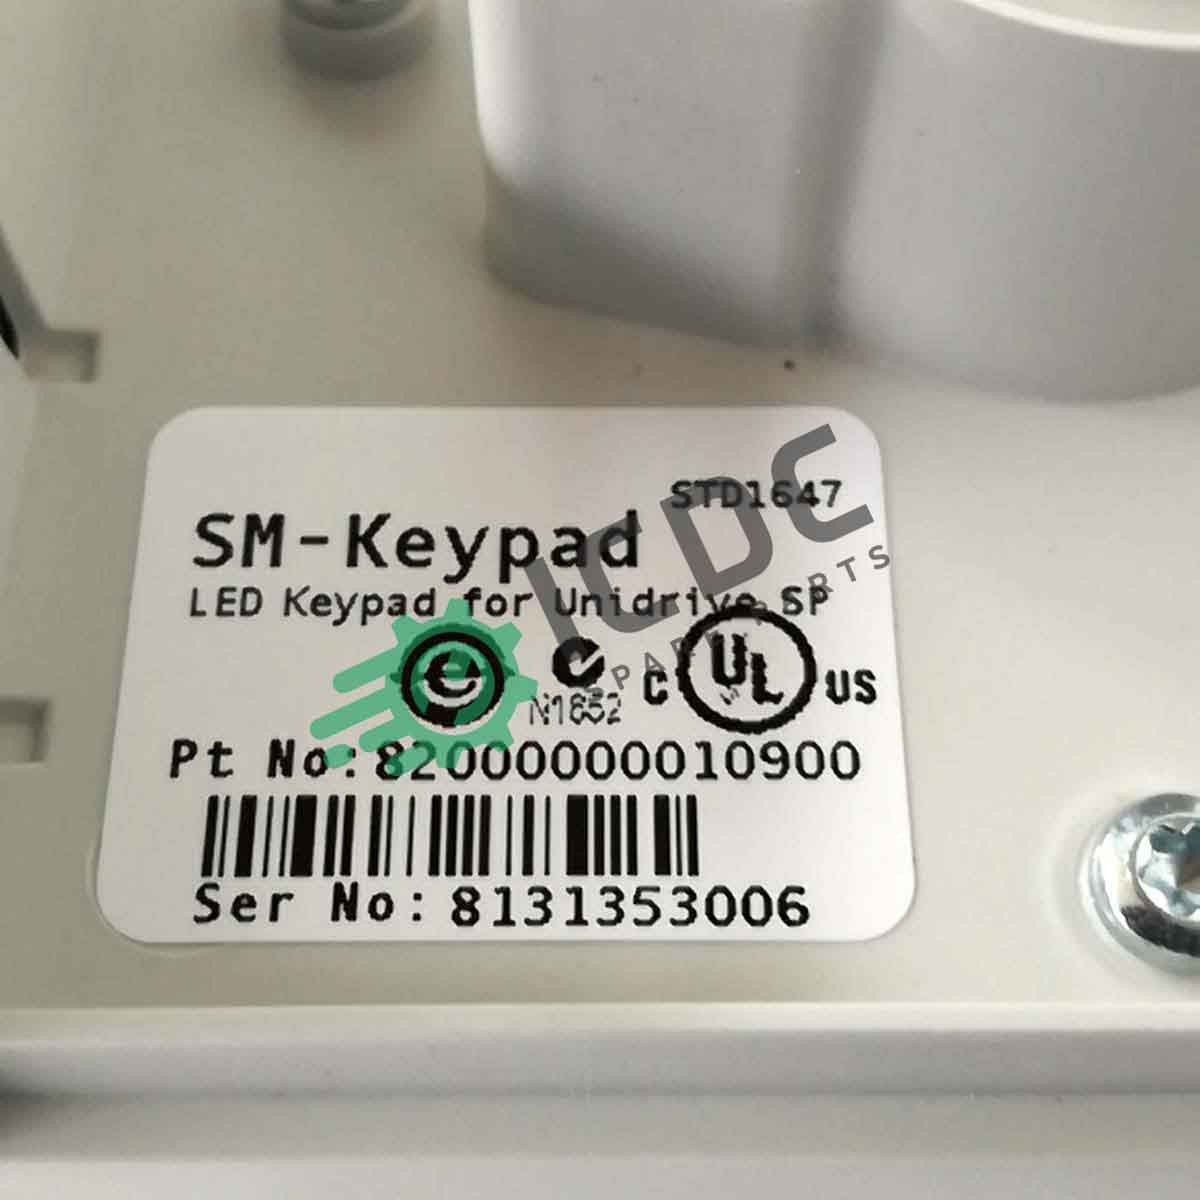 STD1647
SM-Keypad
LED Keypad for Unidrive SP
N1652
C UL US
Pt No:82000000010900
Ser No:8131353006
ICDC
SPARE PARTS